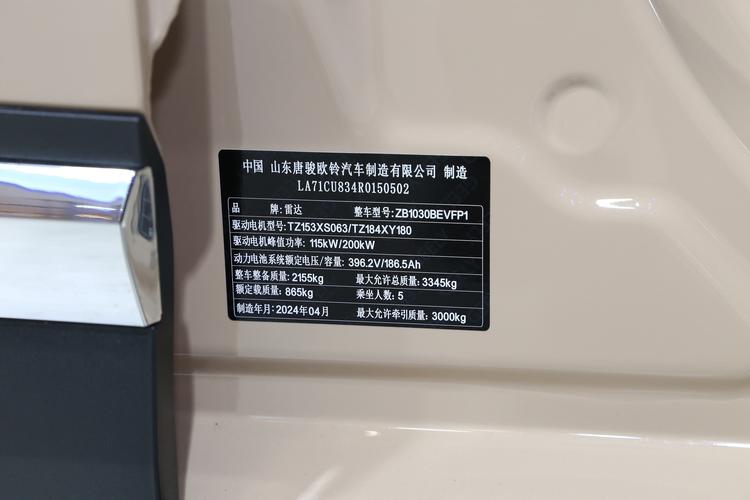 中国 山东唐骏欧铃汽车制造有限公司 制造
LA71CU834R0150502
品 牌: 雷达 整车型号: ZB1030BEVFP1
驱动电机型号: TZ153XS063/TZ184XY180
驱动电机峰值功率: 115kW/200kW
动力电池系统额定电压/容量: 396.2V/186.5Ah
整车整备质量: 2155kg 最大允许总质量: 3345kg
额定载质量: 865kg 乘坐人数: 5
制造年月: 2024年04月 最大允许牵引质量: 3000kg